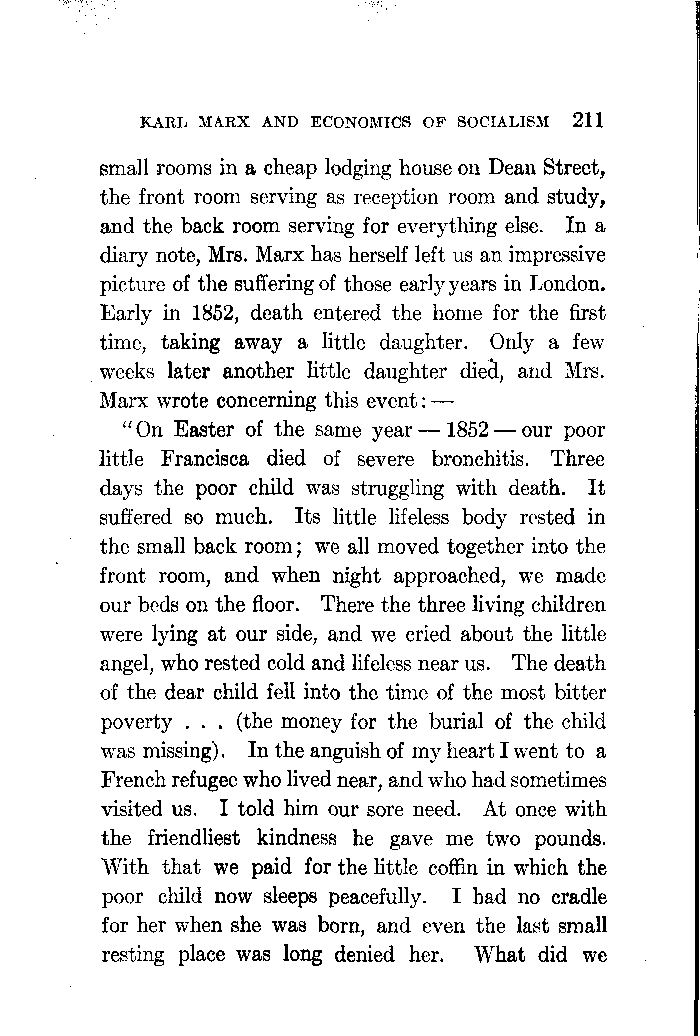 KARL MARX AND ECONOMICS OF SOCIALISM 211
small rooms in a cheap lodging house on Dean Street,
the front room serving as reception room and study,
and the back room serving for everything else. In a
diary note, Mrs. Marx has herself left us an impressive
picture of the suffering of those early years in London.
Early in 1852, death entered the home for the first
time, taking away a little daughter. Only a few
weeks later another little daughter died, and Mrs.
Marx wrote concerning this event: —
"On Easter of the same year — 1852 — our poor
little Francisca died of severe bronchitis. Three
days the poor child was struggling with death. It
suffered so much. Its little lifeless body rested in
the small back room; we all moved together into the
front room, and when night approached, we made
our beds on the floor. There the three living children
were lying at our side, and we cried about the little
angel, who rested cold and lifeless near us. The death
of the dear child fell into the time of the most bitter
poverty . . . (the money for the burial of the child
was missing). In the anguish of my heart I went to a
French refugee who lived near, and who had sometimes
visited us. I told him our sore need. At once with
the friendliest kindness he gave me two pounds.
With that we paid for the little coffin in which the
poor child now sleeps peacefully. I had no cradle
for her when she was born, and even the last small
resting place was long denied her. What did we